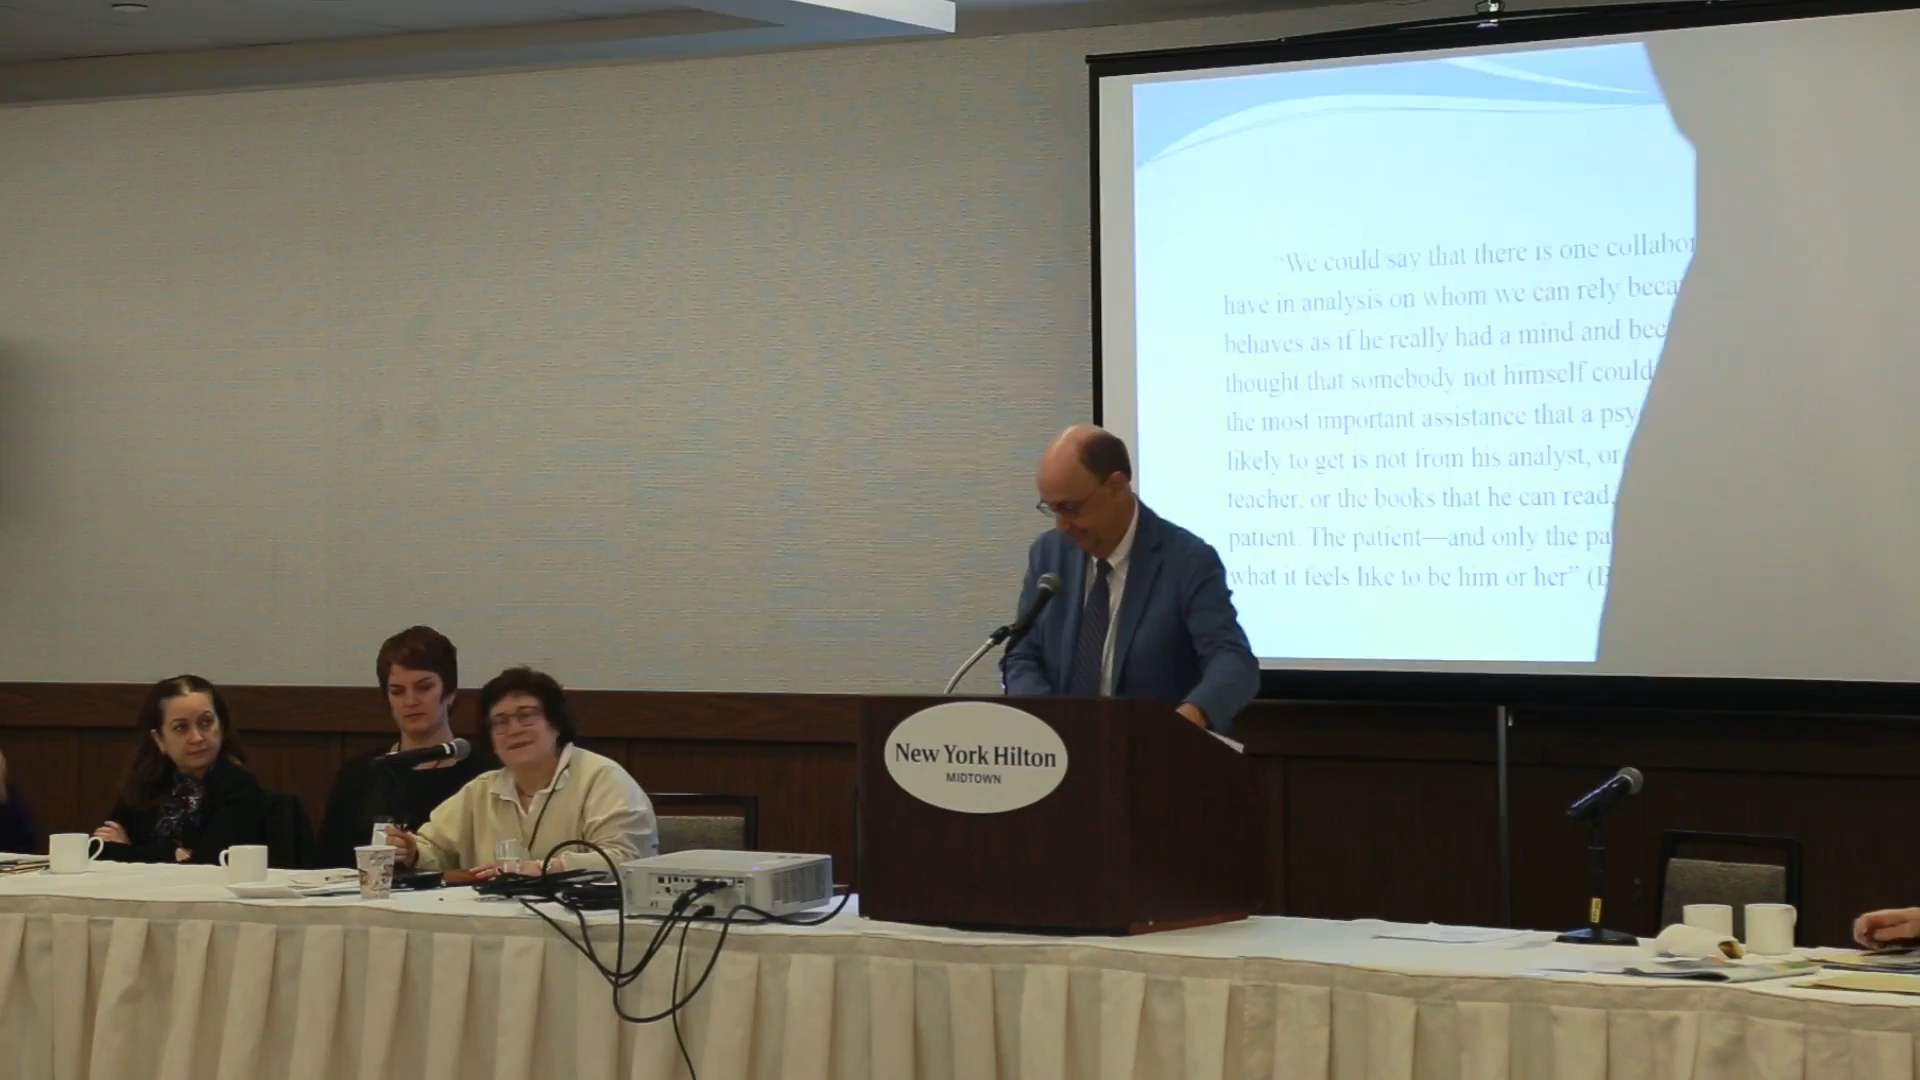 "We could say that there is one collabor
have in analysis on whom we can rely beca
behaves as if he really had a mind and bec
thought that somebody not himself could
the most important assistance that a psy
likely to get is not from his analyst, or
teacher, or the books that he can read,
patient. The patient—and only the pa
what it feels like to be him or her" (B
New York Hilton
MIDTOWN